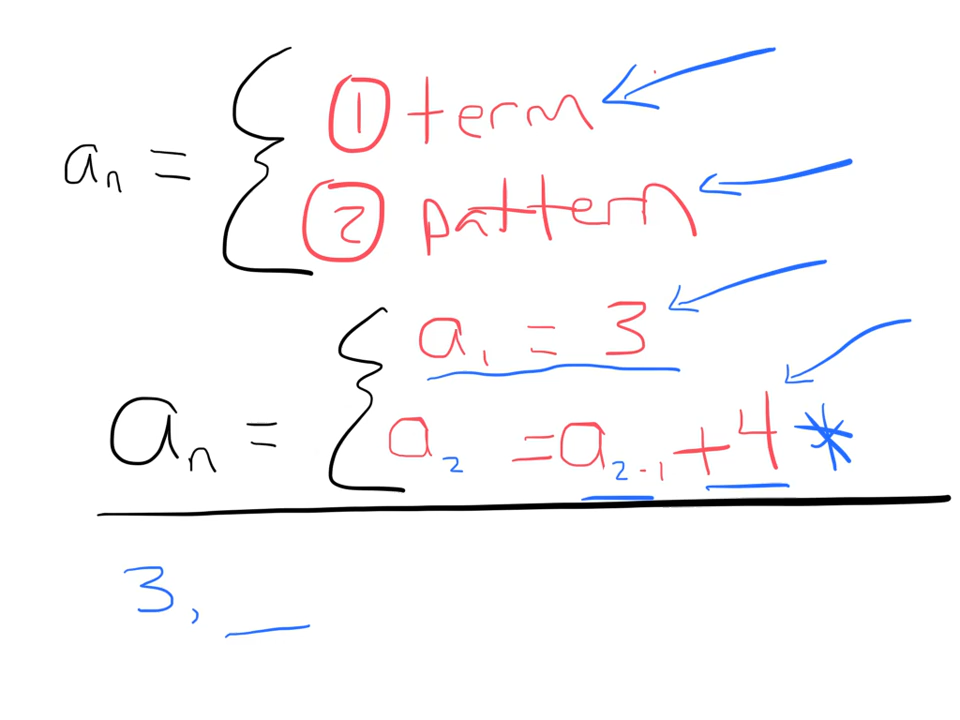 aₙ = { ① term
② pattern
aₙ = { a₁ = 3
a₂ = a₂₋₁ + 4 *
3, __